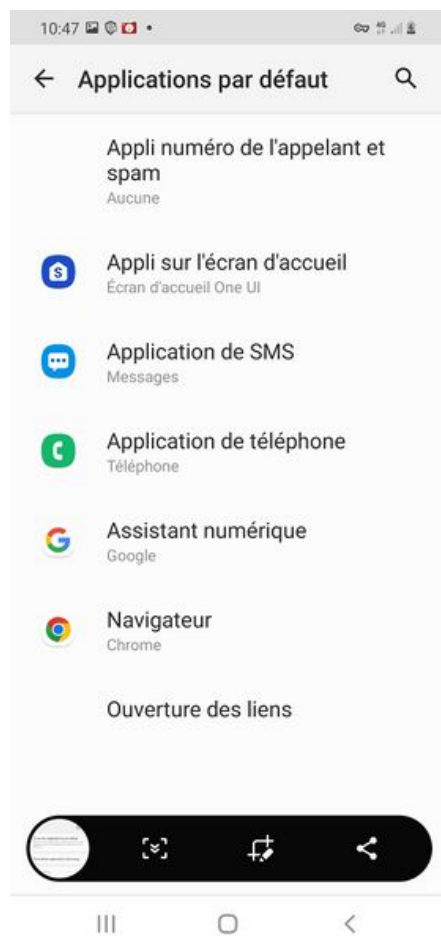 10:47
Applications par défaut
Appli numéro de l'appelant et
spam
Aucune
Appli sur l'écran d'accueil
Écran d'accueil One UI
Application de SMS
Messages
Application de téléphone
Téléphone
Assistant numérique
Google
Navigateur
Chrome
Ouverture des liens